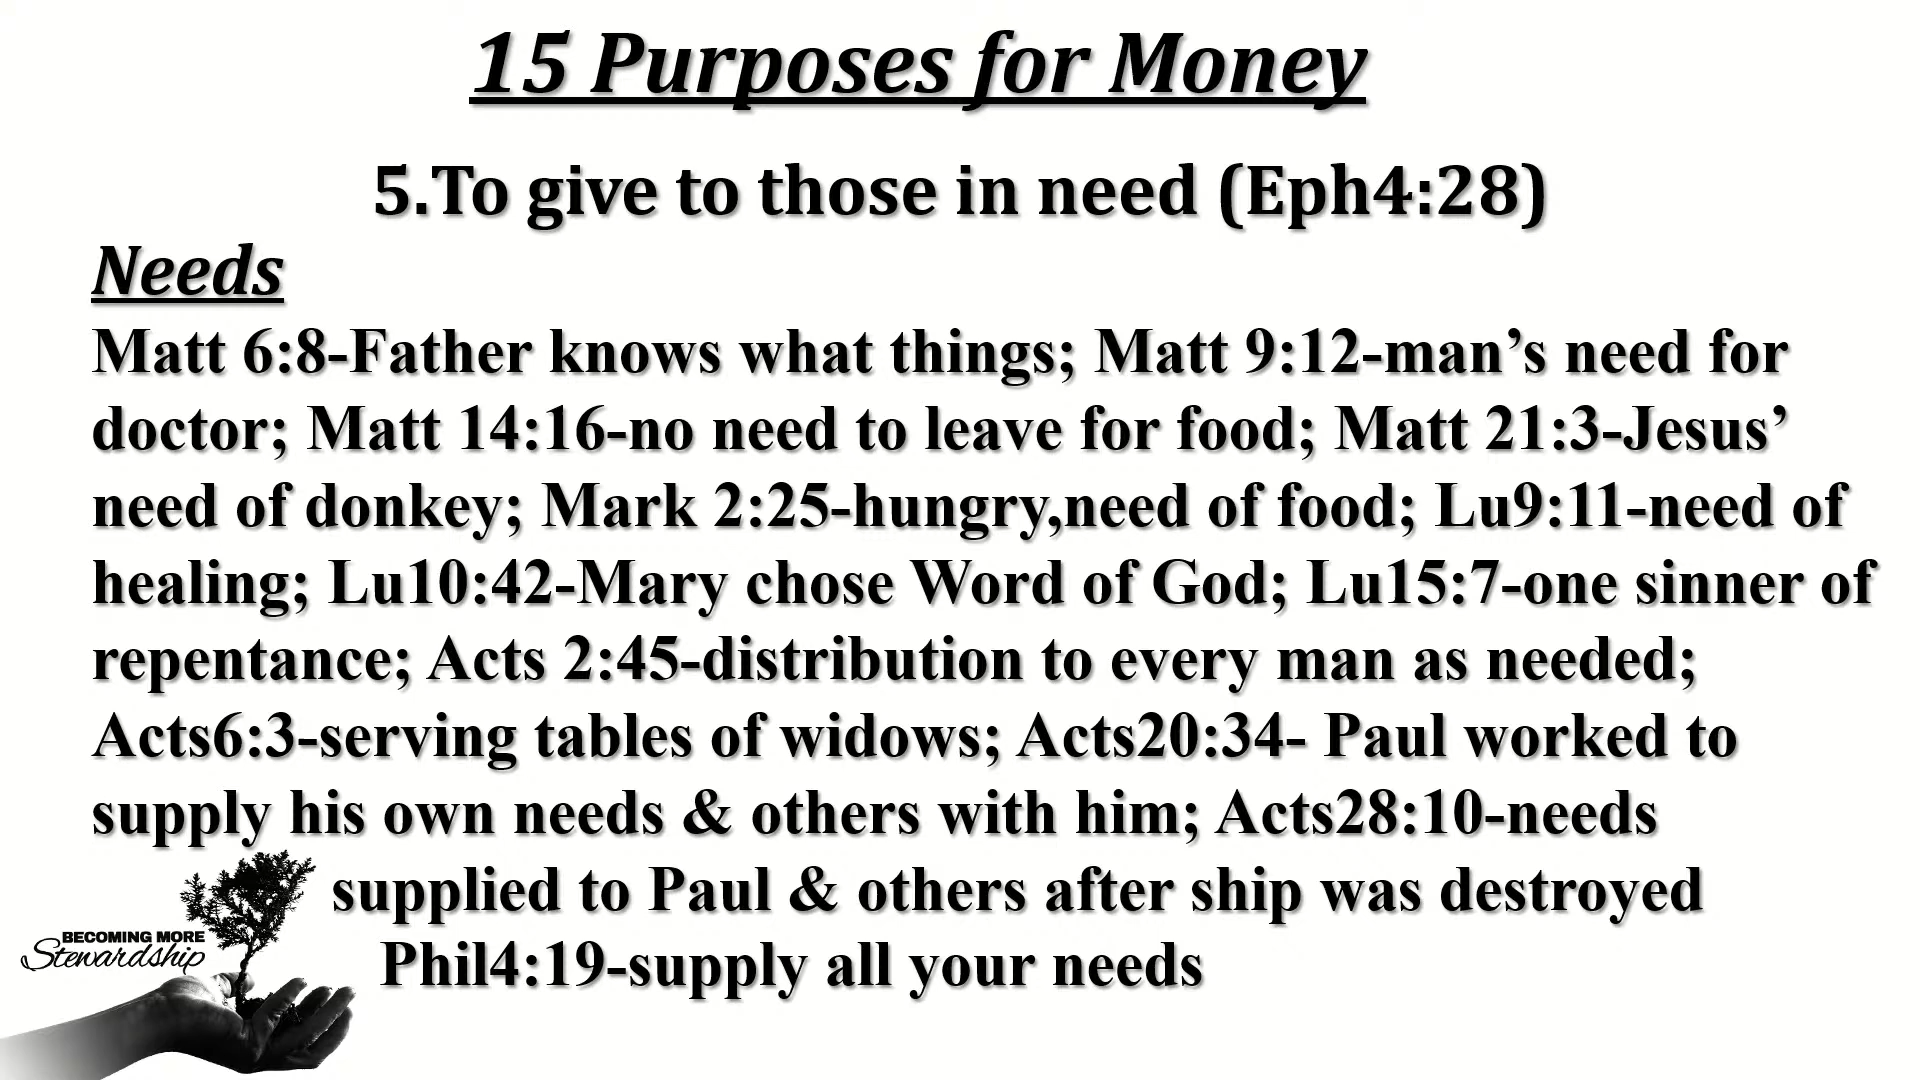 15 Purposes for Money
5.To give to those in need (Eph4:28)
Needs
Matt 6:8-Father knows what things; Matt 9:12-man’s need for
doctor; Matt 14:16-no need to leave for food; Matt 21:3-Jesus’
need of donkey; Mark 2:25-hungry,need of food; Lu9:11-need of
healing; Lu10:42-Mary chose Word of God; Lu15:7-one sinner of
repentance; Acts 2:45-distribution to every man as needed;
Acts6:3-serving tables of widows; Acts20:34- Paul worked to
supply his own needs & others with him; Acts28:10-needs
supplied to Paul & others after ship was destroyed
Phil4:19-supply all your needs
BECOMING MORE
Stewardship